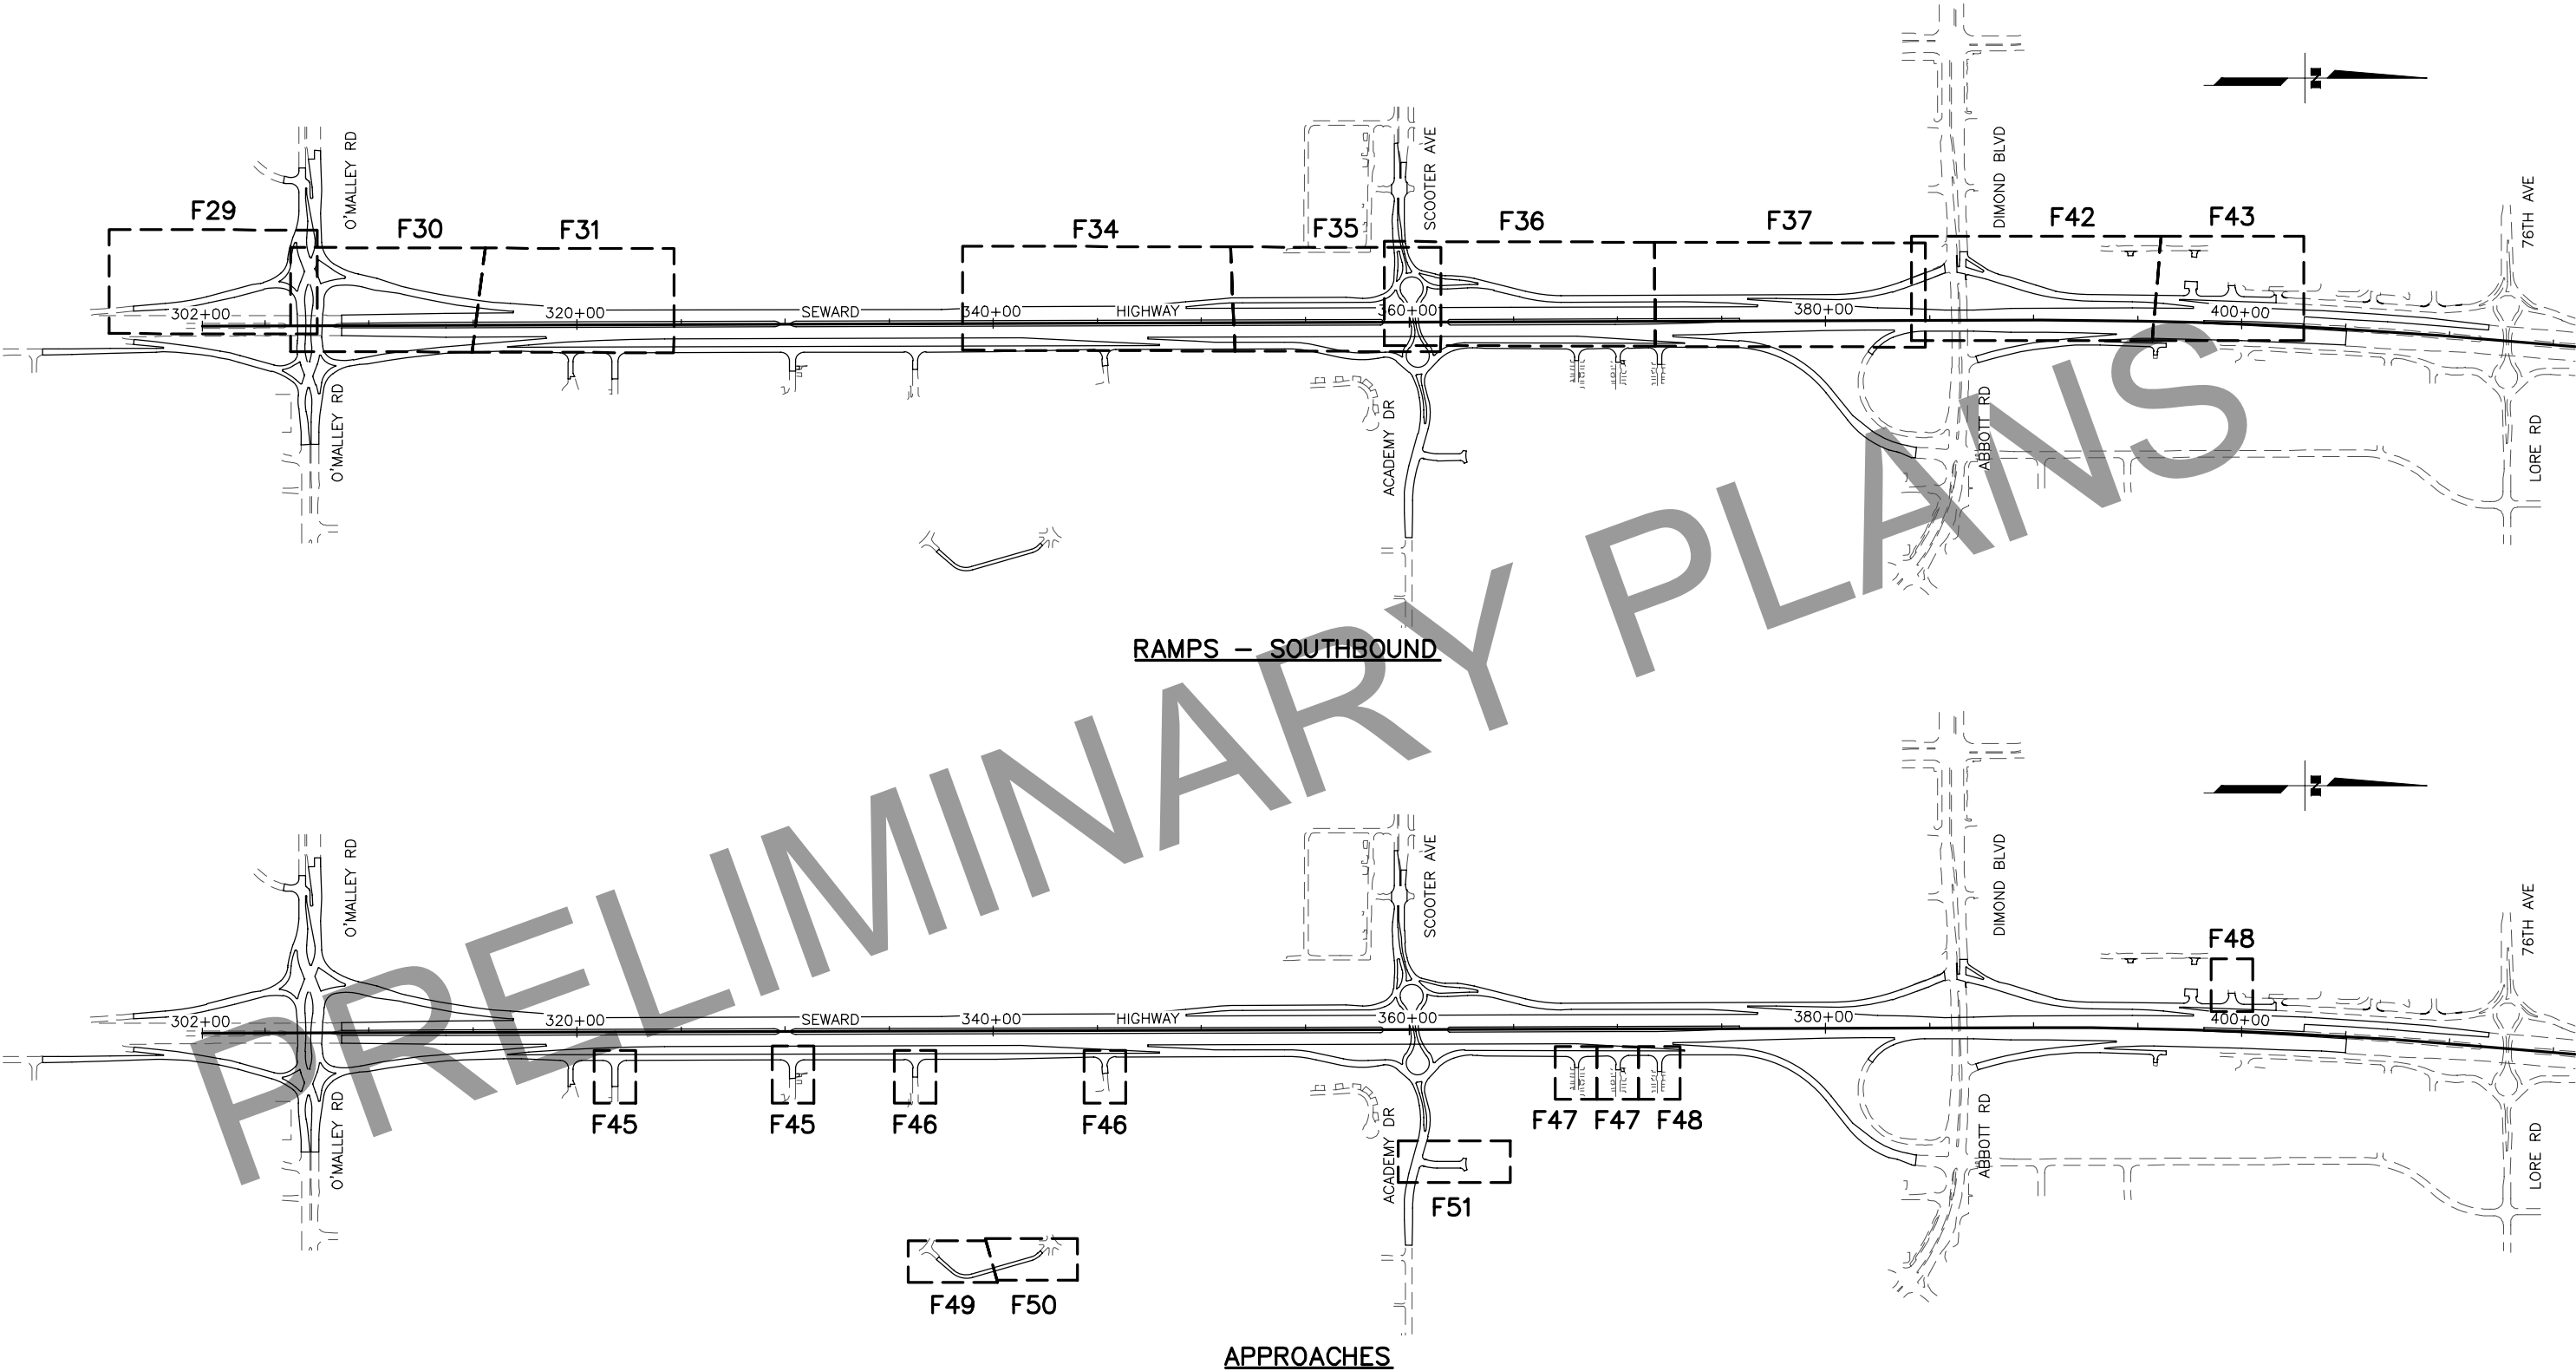 N
O'MALLEY RD
SCOOTER AVE
DIMOND BLVD
76TH AVE
F29
F30
F31
F34
F35
F36
F37
F42
F43
302+00
320+00
SEWARD
340+00
HIGHWAY
360+00
380+00
400+00
O'MALLEY RD
ACADEMY DR
ABBOTT RD
LORE RD
RAMPS – SOUTHBOUND
PRELIMINARY PLANS
N
O'MALLEY RD
SCOOTER AVE
DIMOND BLVD
76TH AVE
F48
302+00
320+00
SEWARD
340+00
HIGHWAY
360+00
380+00
400+00
F45
F45
F46
F46
F47
F47
F48
O'MALLEY RD
ACADEMY DR
ABBOTT RD
LORE RD
F51
F49
F50
APPROACHES